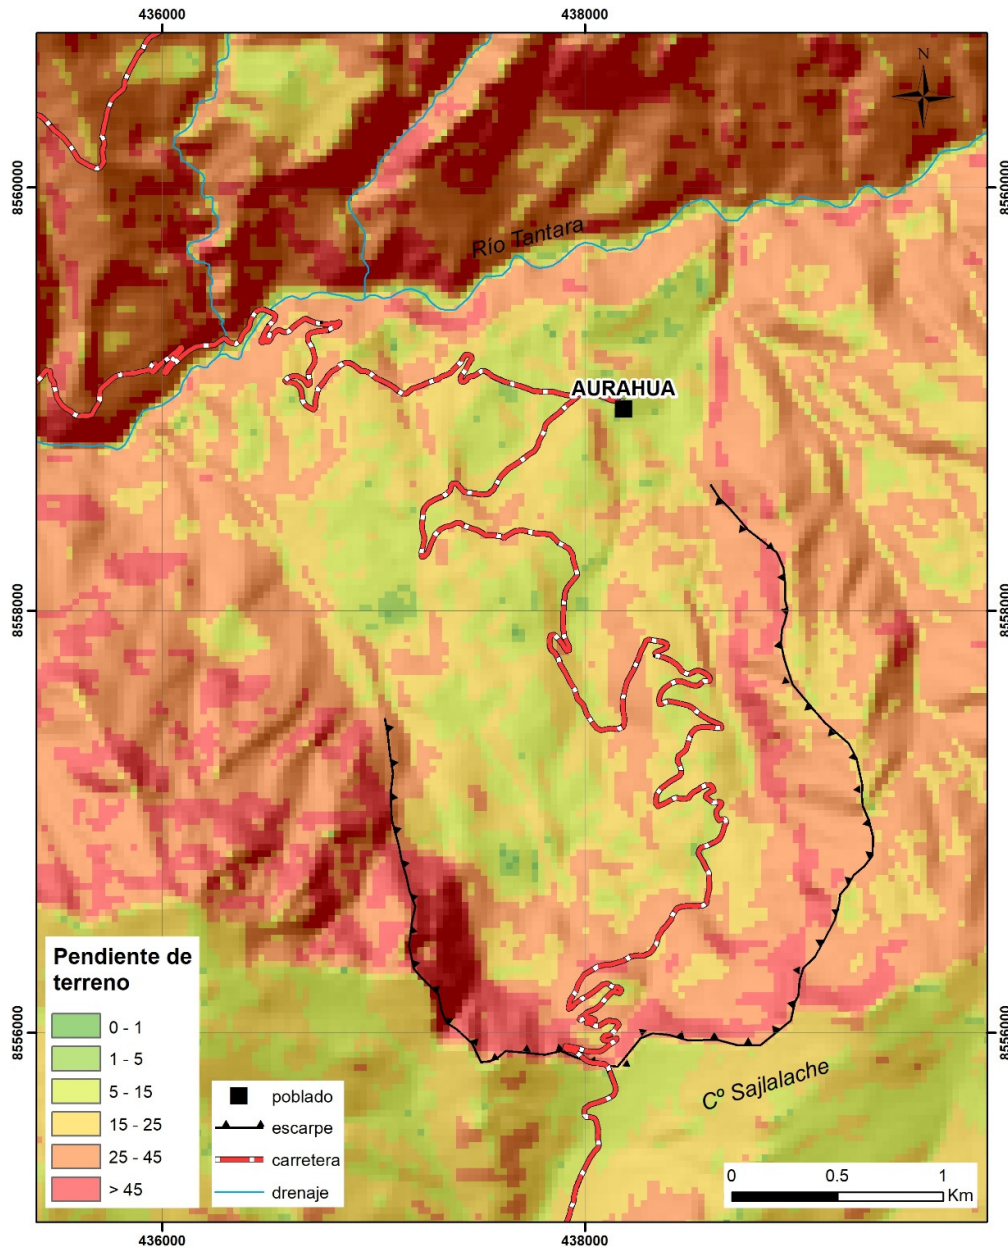 436000
438000
N
8560000
8560000
Río Tantara
AURAHUA
8558000
8558000
Pendiente de
terreno
0 - 1
1 - 5
5 - 15
15 - 25
25 - 45
> 45
poblado
escarpe
carretera
drenaje
8556000
8556000
Cº Sajlalache
0
0.5
1
Km
436000
438000